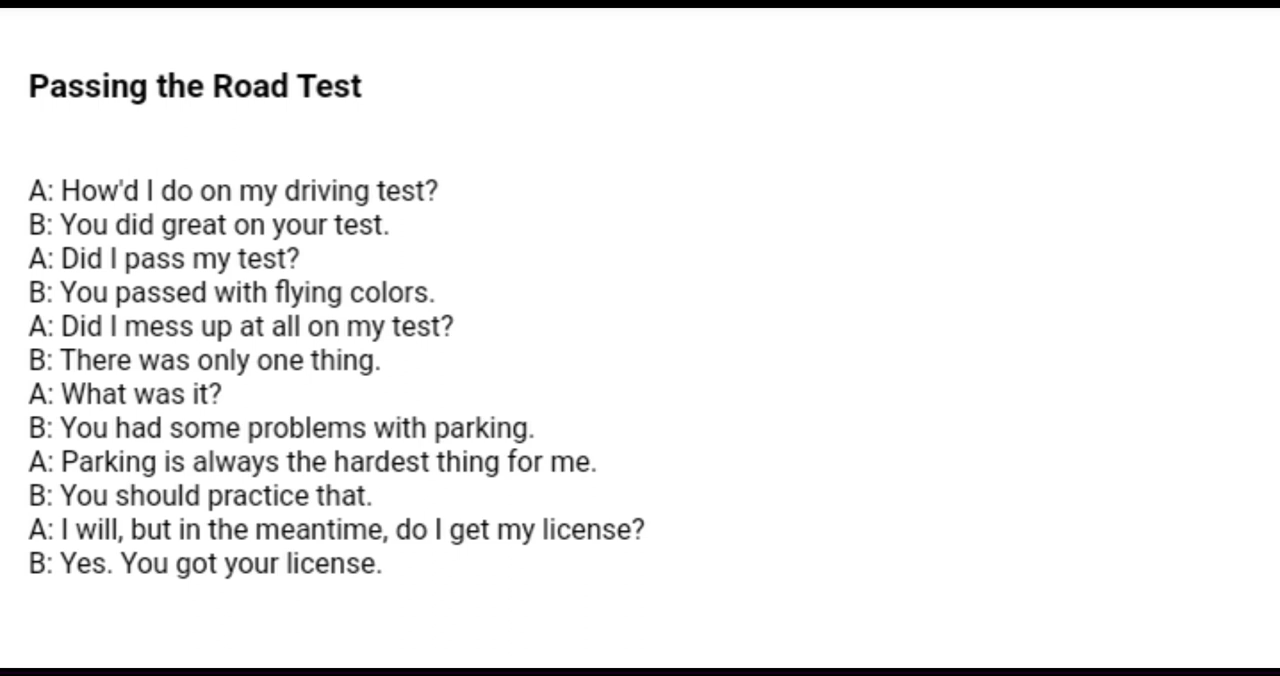 Passing the Road Test
A: How'd I do on my driving test?
B: You did great on your test.
A: Did I pass my test?
B: You passed with flying colors.
A: Did I mess up at all on my test?
B: There was only one thing.
A: What was it?
B: You had some problems with parking.
A: Parking is always the hardest thing for me.
B: You should practice that.
A: I will, but in the meantime, do I get my license?
B: Yes. You got your license.